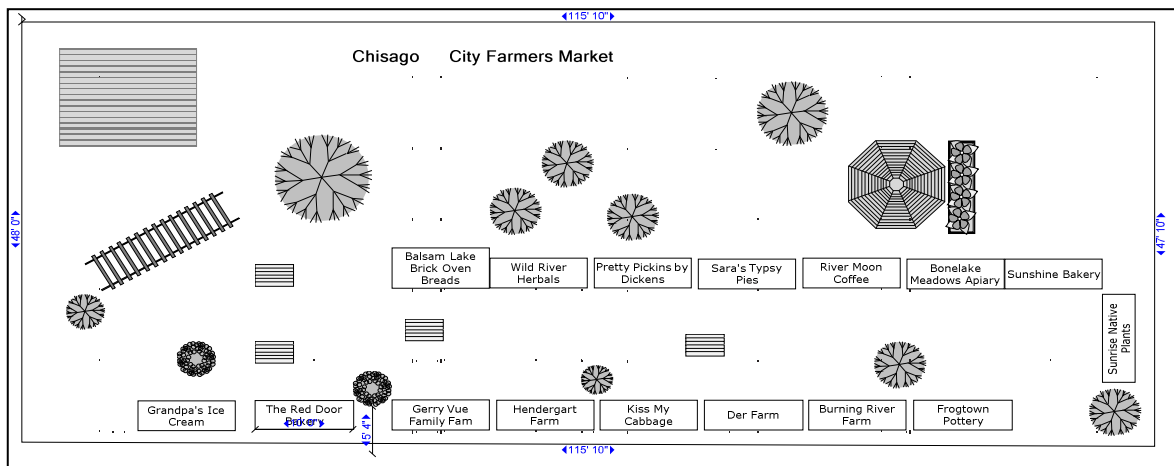 115' 10"
Chisago City Farmers Market
48' 0"
47' 10"
Balsam Lake
Brick Oven
Breads
Wild River
Herbals
Pretty Pickins by
Dickens
Sara's Typsy
Pies
River Moon
Coffee
Bonelake
Meadows Apiary
Sunshine Bakery
Sunrise Native
Plants
Grandpa's Ice
Cream
The Red Door
Bakery
Gerry Vue
Family Fam
Hendergart
Farm
Kiss My
Cabbage
Der Farm
Burning River
Farm
Frogtown
Pottery
115' 10"